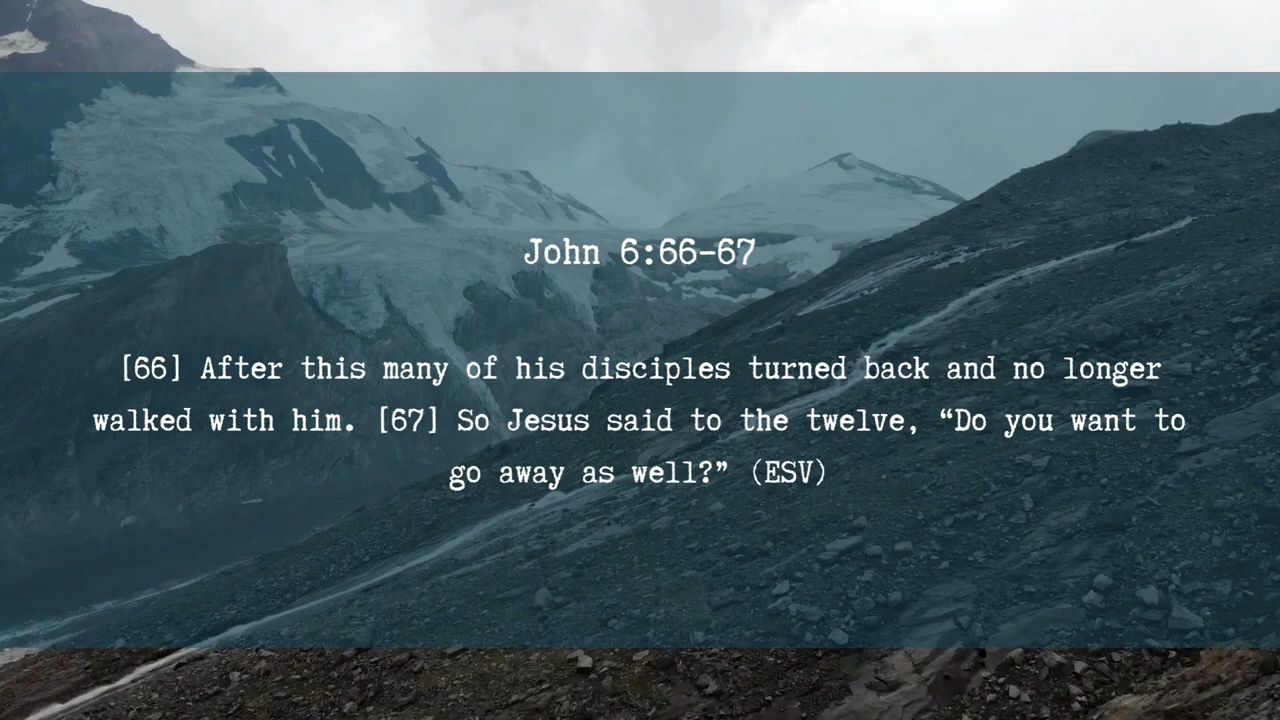 John 6:66–67
[66] After this many of his disciples turned back and no longer
walked with him. [67] So Jesus said to the twelve, “Do you want to
go away as well?” (ESV)